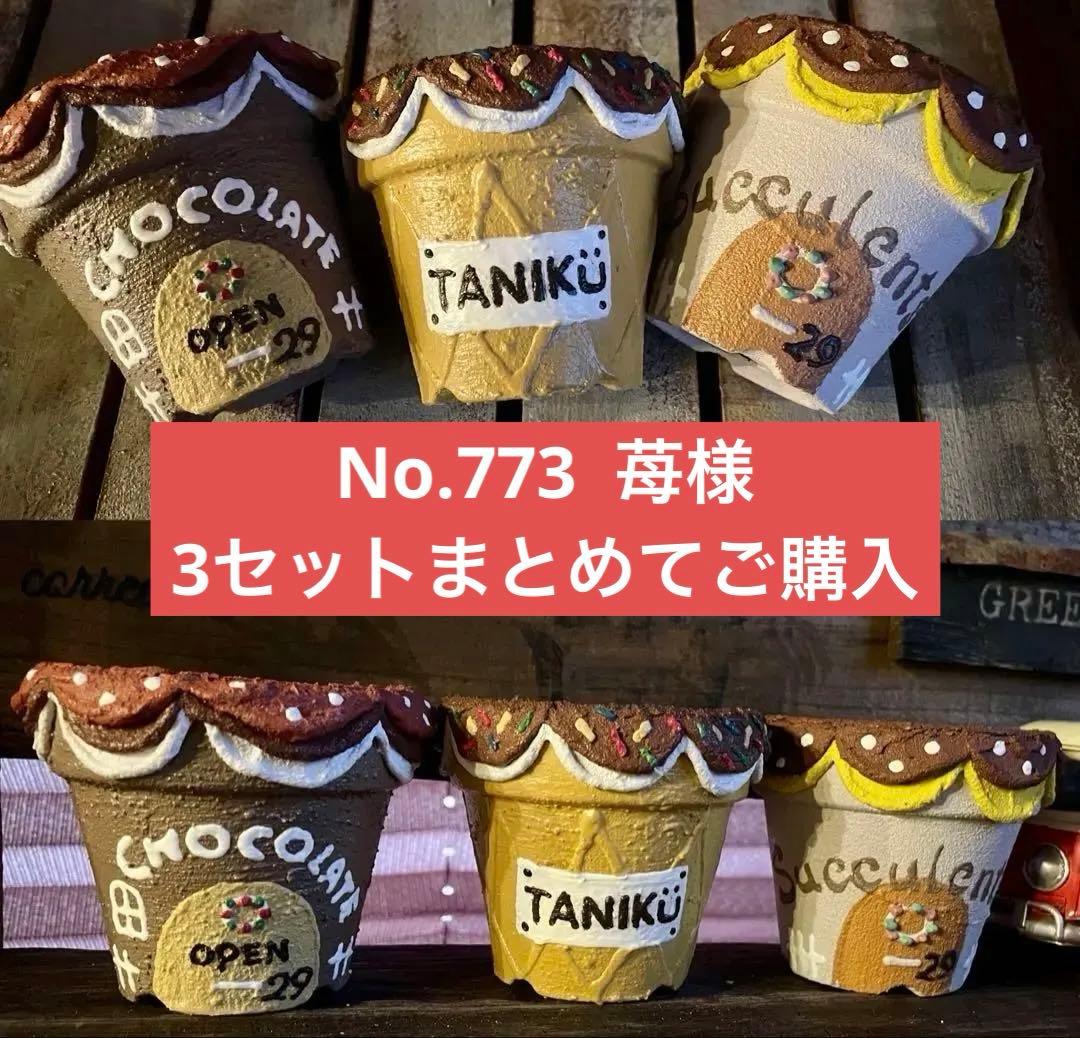 CHOCOLATE
OPEN
29
TANIKÜ
Succulent
29
No.773 苺様
3セットまとめてご購入
GREE
CHOCOLATE
OPEN
29
TANIKÜ
Succulent
29